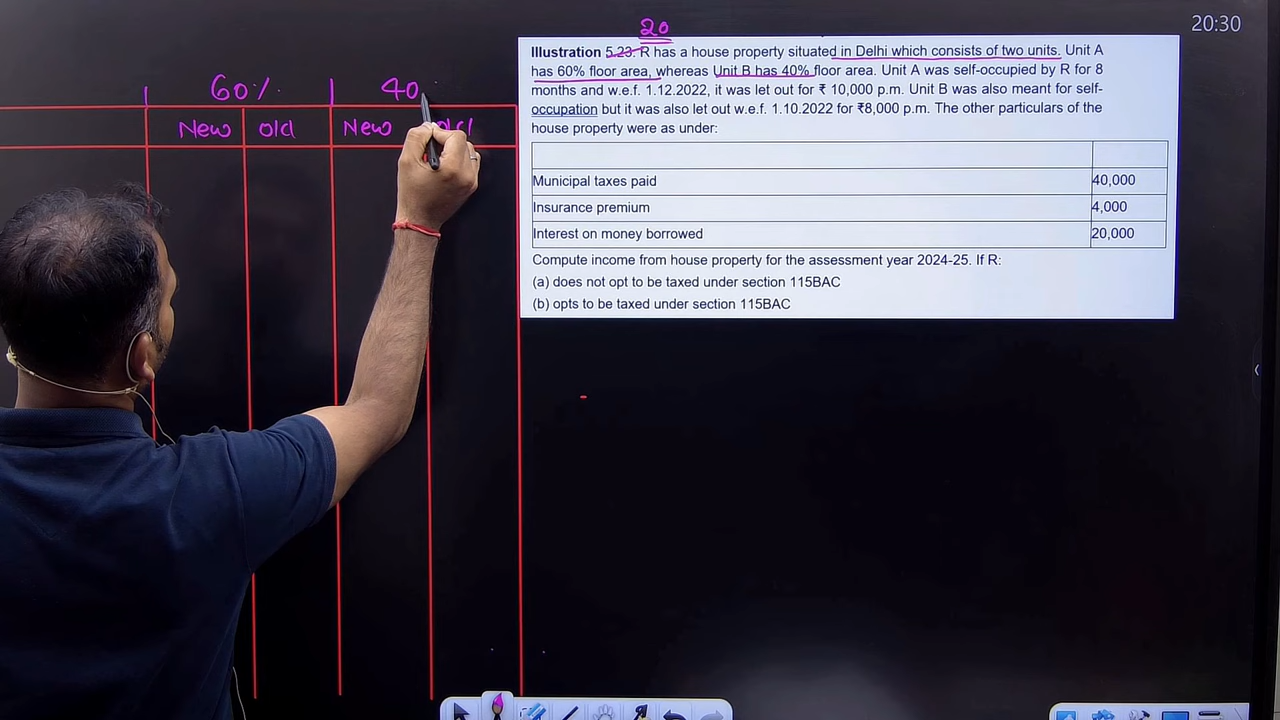 20:30
20
Illustration 5.23. R has a house property situated in Delhi which consists of two units. Unit A
has 60% floor area, whereas Unit B has 40% floor area. Unit A was self-occupied by R for 8
months and w.e.f. 1.12.2022, it was let out for ₹ 10,000 p.m. Unit B was also meant for self-
occupation but it was also let out w.e.f. 1.10.2022 for ₹8,000 p.m. The other particulars of the
house property were as under:
Municipal taxes paid 40,000
Insurance premium 4,000
Interest on money borrowed 20,000
Compute income from house property for the assessment year 2024-25. If R:
(a) does not opt to be taxed under section 115BAC
(b) opts to be taxed under section 115BAC
60% 40
New Old New Old